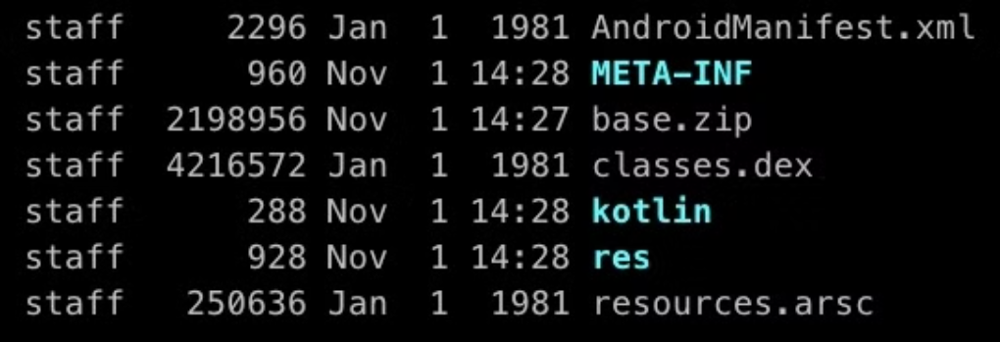 staff 2296 Jan 1 1981 AndroidManifest.xml
staff 960 Nov 1 14:28 META-INF
staff 2198956 Nov 1 14:27 base.zip
staff 4216572 Jan 1 1981 classes.dex
staff 288 Nov 1 14:28 kotlin
staff 928 Nov 1 14:28 res
staff 250636 Jan 1 1981 resources.arsc